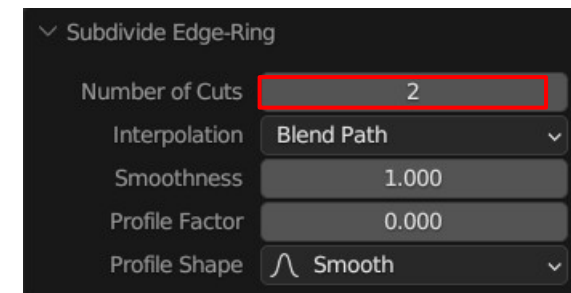 Subdivide Edge-Ring
Number of Cuts 2
Interpolation Blend Path
Smoothness 1.000
Profile Factor 0.000
Profile Shape Smooth